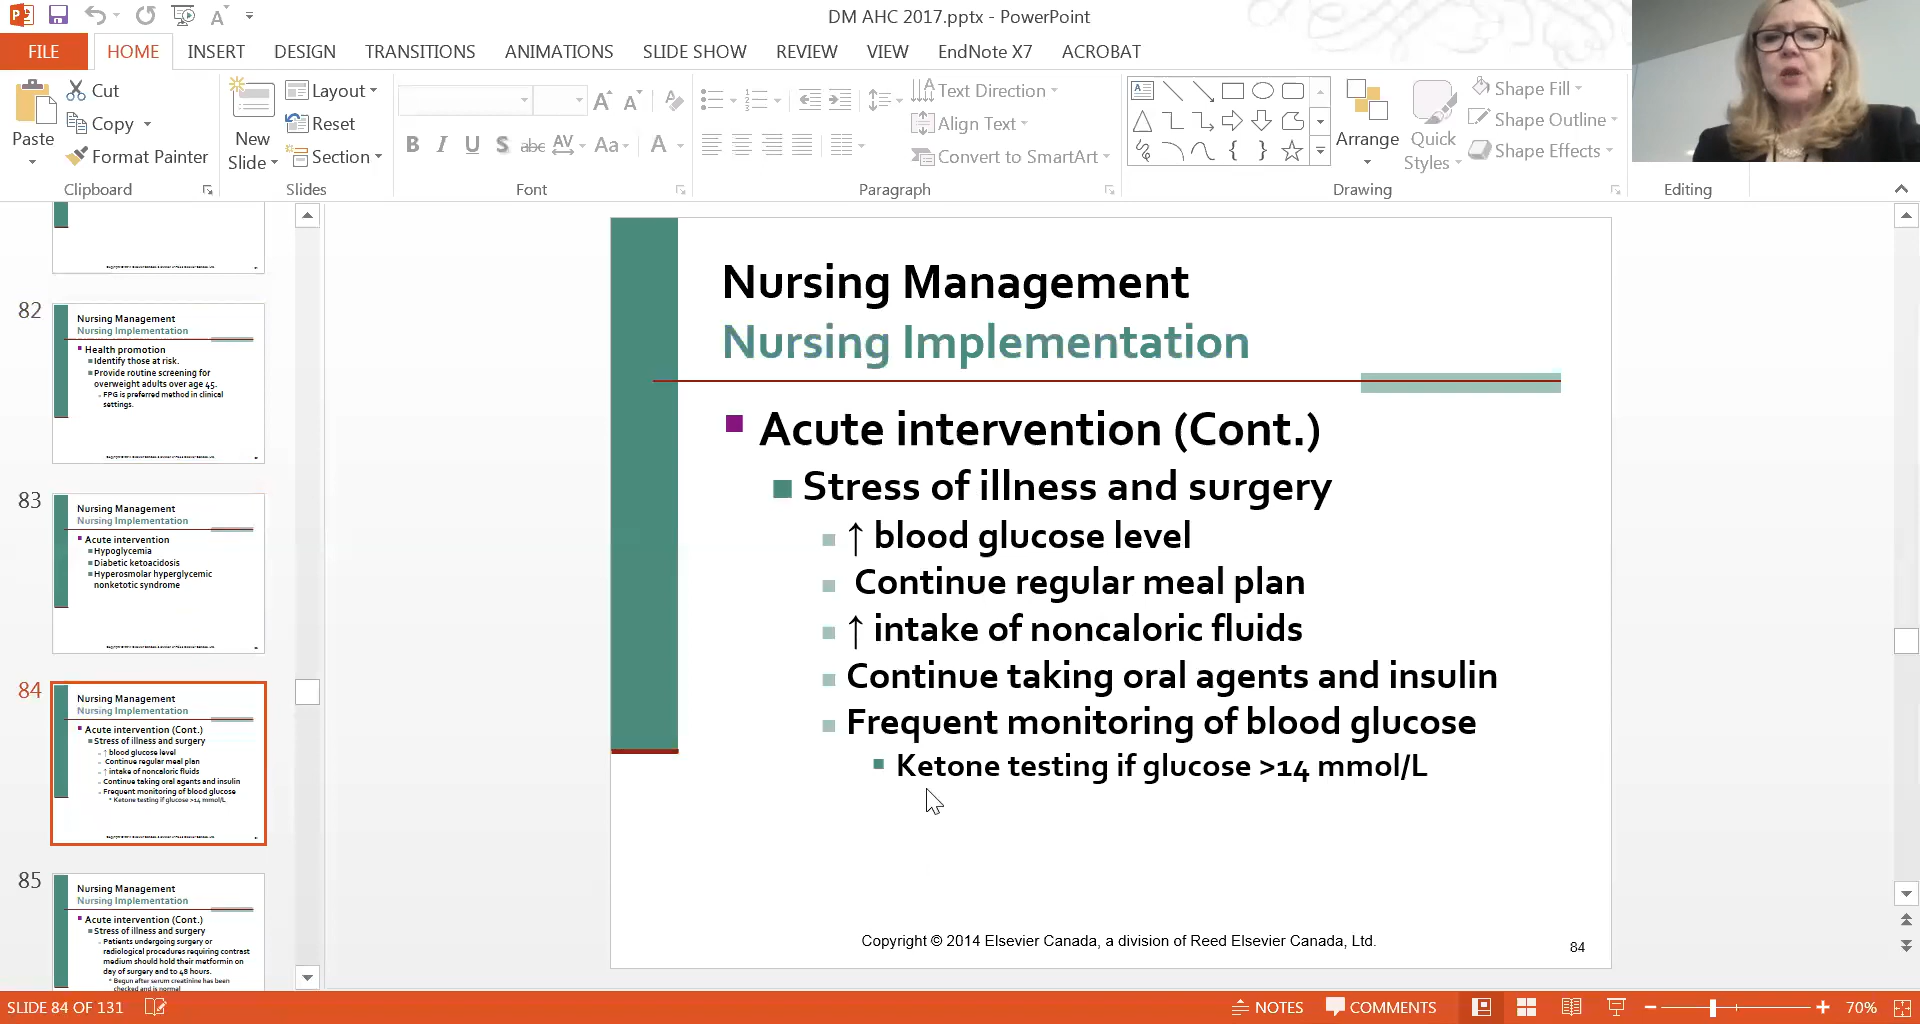 DM AHC 2017.pptx - PowerPoint
FILE
HOME
INSERT
DESIGN
TRANSITIONS
ANIMATIONS
SLIDE SHOW
REVIEW
VIEW
EndNote X7
ACROBAT
Paste
Cut
Copy
Format Painter
Clipboard
New
Slide
Layout
Reset
Section
Slides
B I U S abc AV Aa A
Font
Text Direction
Align Text
Convert to SmartArt
Paragraph
Arrange
Quick
Styles
Shape Fill
Shape Outline
Shape Effects
Drawing
Editing
82
Nursing Management
Nursing Implementation
Health promotion
Identify those at risk.
Provide routine screening for
overweight adults over age 45.
FPG is preferred method in clinical
settings.
83
Nursing Management
Nursing Implementation
Acute intervention
Hypoglycemia
Diabetic ketoacidosis
Hyperosmolar hyperglycemic
nonketotic syndrome
84
Nursing Management
Nursing Implementation
Acute intervention (Cont.)
Stress of illness and surgery
↑ blood glucose level
Continue regular meal plan
↑ intake of noncaloric fluids
Continue taking oral agents and insulin
Frequent monitoring of blood glucose
Ketone testing if glucose >14 mmol/L
85
Nursing Management
Nursing Implementation
Acute intervention (Cont.)
Stress of illness and surgery
Patients undergoing surgery or
radiological procedures requiring contrast
medium should hold their metformin on
day of surgery and to 48 hours.
Begun after serum creatinine has been
checked and is normal
Nursing Management
Nursing Implementation
Acute intervention (Cont.)
Stress of illness and surgery
↑ blood glucose level
Continue regular meal plan
↑ intake of noncaloric fluids
Continue taking oral agents and insulin
Frequent monitoring of blood glucose
Ketone testing if glucose >14 mmol/L
Copyright © 2014 Elsevier Canada, a division of Reed Elsevier Canada, Ltd.
84
SLIDE 84 OF 131
NOTES
COMMENTS
70%